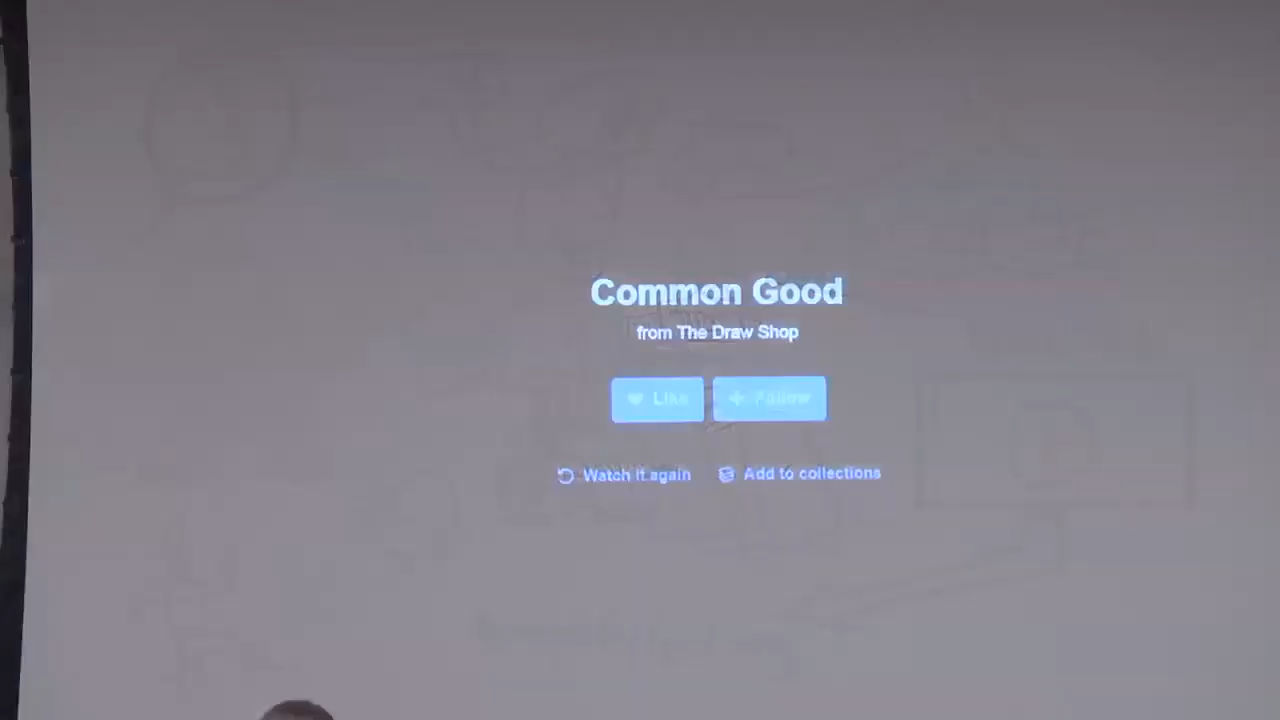 Common Good
from The Draw Shop
Like
Follow
Watch it again
Add to collections